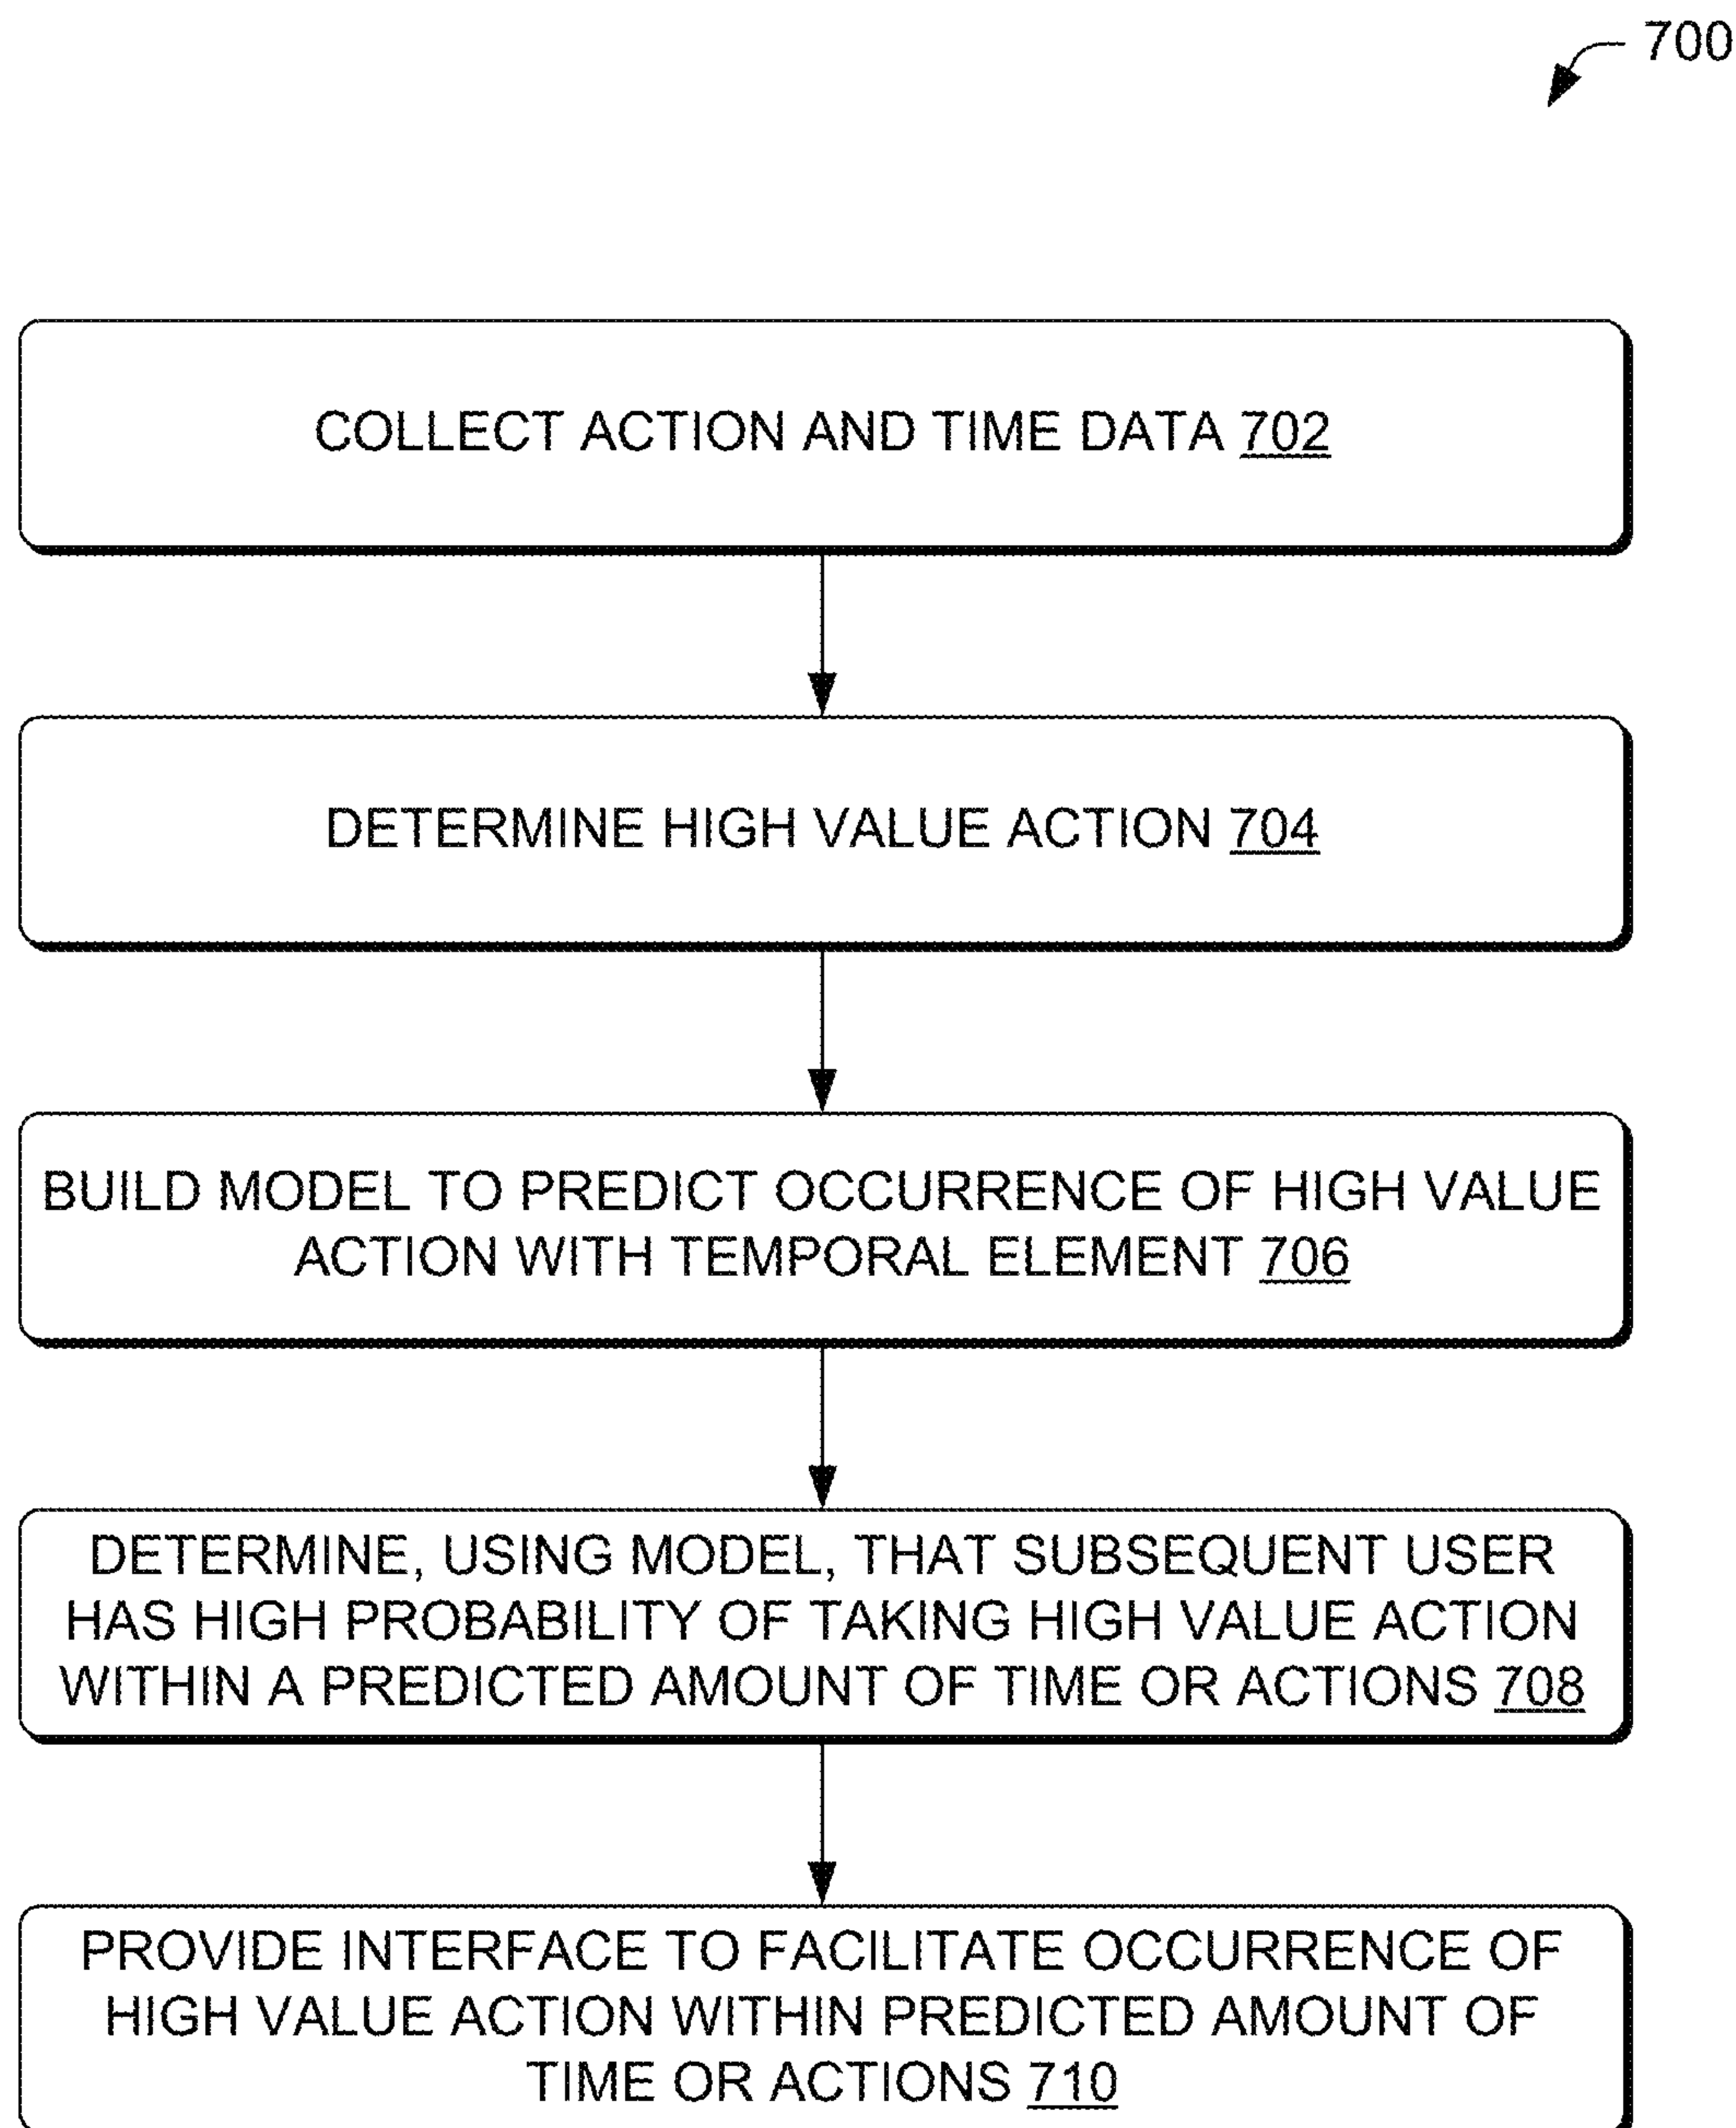 700
COLLECT ACTION AND TIME DATA 702
DETERMINE HIGH VALUE ACTION 704
BUILD MODEL TO PREDICT OCCURRENCE OF HIGH VALUE
ACTION WITH TEMPORAL ELEMENT 706
DETERMINE, USING MODEL, THAT SUBSEQUENT USER
HAS HIGH PROBABILITY OF TAKING HIGH VALUE ACTION
WITHIN A PREDICTED AMOUNT OF TIME OR ACTIONS 708
PROVIDE INTERFACE TO FACILITATE OCCURRENCE OF
HIGH VALUE ACTION WITHIN PREDICTED AMOUNT OF
TIME OR ACTIONS 710